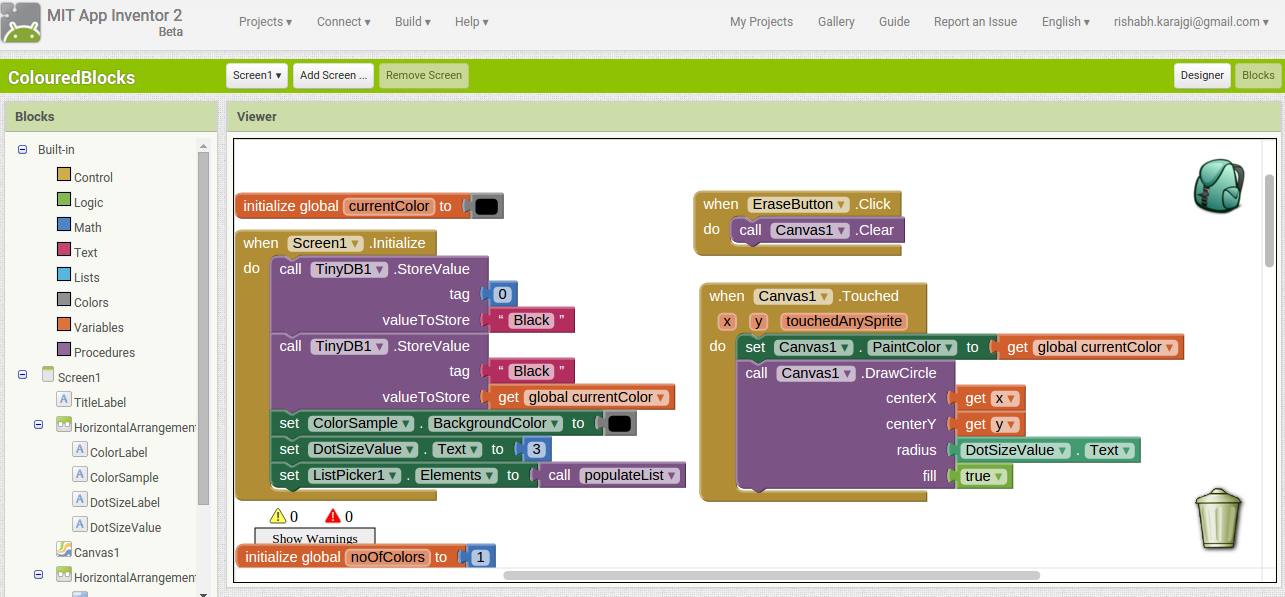 MIT App Inventor 2
Beta
Projects ▾ Connect ▾ Build ▾ Help ▾
My Projects Gallery Guide Report an Issue English ▾ rishabh.karajgi@gmail.com ▾
ColouredBlocks
Screen1 ▾ Add Screen ... Remove Screen
Designer Blocks
Blocks
Built-in
Control
Logic
Math
Text
Lists
Colors
Variables
Procedures
Screen1
TitleLabel
HorizontalArrangement
ColorLabel
ColorSample
DotSizeLabel
DotSizeValue
Canvas1
HorizontalArrangement
Viewer
initialize global currentColor to
when Screen1 ▾ .Initialize
do call TinyDB1 ▾ .StoreValue
tag 0
valueToStore “ Black ”
call TinyDB1 ▾ .StoreValue
tag “ Black ”
valueToStore get global currentColor ▾
set ColorSample ▾ . BackgroundColor ▾ to
set DotSizeValue ▾ . Text ▾ to 3
set ListPicker1 ▾ . Elements ▾ to call populateList ▾
0 0
Show Warnings
initialize global noOfColors to 1
when EraseButton ▾ .Click
do call Canvas1 ▾ .Clear
when Canvas1 ▾ .Touched
x y touchedAnySprite
do set Canvas1 ▾ . PaintColor ▾ to get global currentColor ▾
call Canvas1 ▾ .DrawCircle
centerX get x ▾
centerY get y ▾
radius DotSizeValue ▾ . Text ▾
fill true ▾